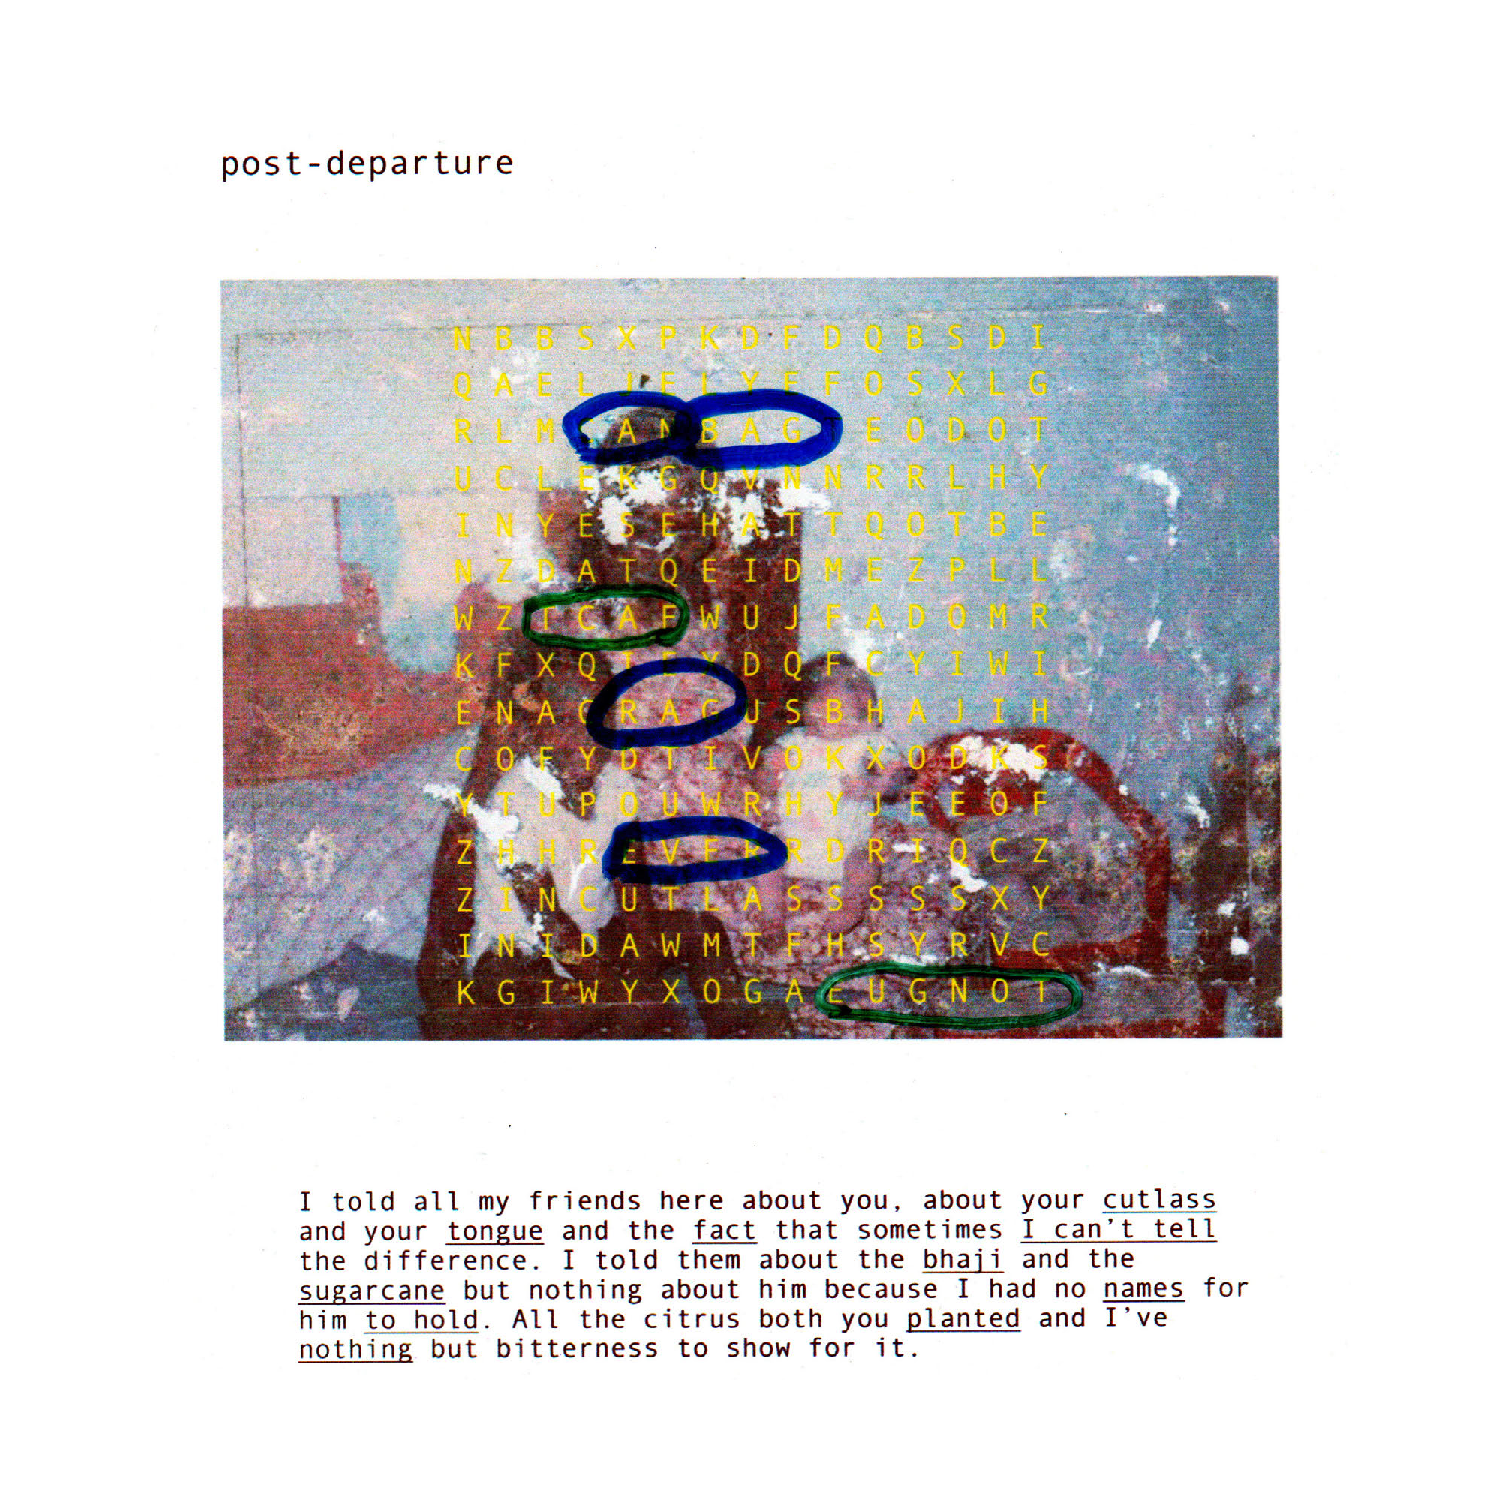 post-departure
N B B S X P K D F D Q B S D I
Q A E L I E L Y E F O S X L G
R L M A N B A G E O D O T
U C L E K G Q V N N R R L H Y
I N Y E S E H A T T Q O T B E
N Z D A T Q E I D M E Z P L L
W Z T C A F W U J F A D O M R
K F X Q I E Y D Q F C Y I W I
E N A C R A G U S B H A J I H
C O F Y D T I V O K X O D K S
Y T U P O U W R H Y J E E O F
Z H H R E V E R D R I Q C Z
Z I N C U T L A S S S S S X Y
I N I D A W M T F H S Y R V C
K G I W Y X O G A E U G N O T
I told all my friends here about you, about your cutlass
and your tongue and the fact that sometimes I can't tell
the difference. I told them about the bhaji and the
sugarcane but nothing about him because I had no names for
him to hold. All the citrus both you planted and I've
nothing but bitterness to show for it.